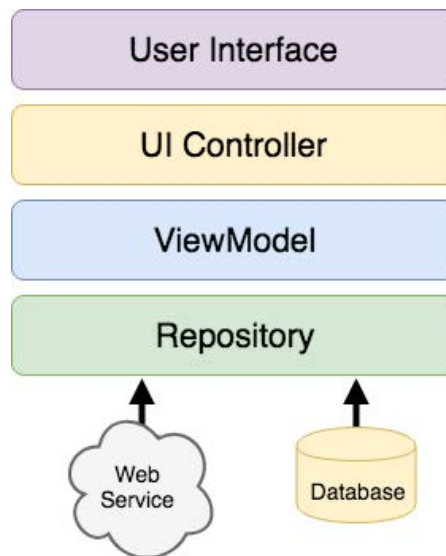 User Interface
UI Controller
ViewModel
Repository
Web
Service
Database